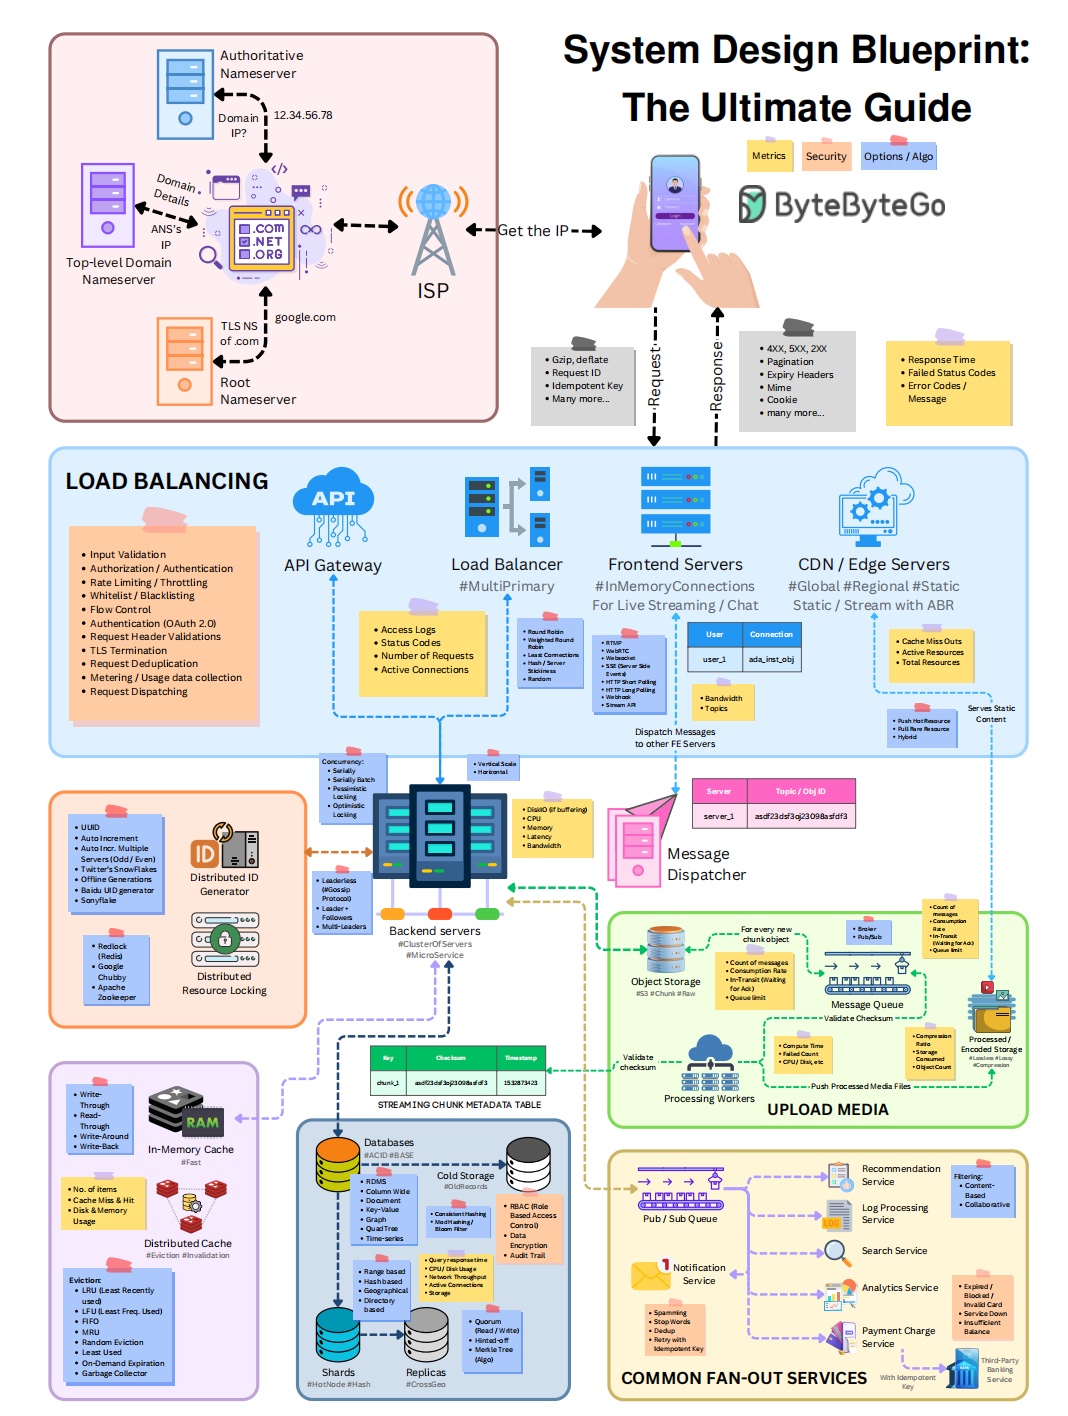 System Design Blueprint:
The Ultimate Guide
Metrics
Security
Options / Algo
ByteByteGo
Authoritative
Nameserver
Domain
IP?
12.34.56.78
Domain
Details
ANS's
IP
Top-level Domain
Nameserver
.COM
.NET
.ORG
ISP
Get the IP
TLS NS
of .com
google.com
Root
Nameserver
Login
• Gzip, deflate
• Request ID
• Idempotent Key
• Many more...
Request
Response
• 4XX, 5XX, 2XX
• Pagination
• Expiry Headers
• Mime
• Cookie
• many more...
• Response Time
• Failed Status Codes
• Error Codes /
Message
LOAD BALANCING
• Input Validation
• Authorization / Authentication
• Rate Limiting / Throttling
• Whitelist / Blacklisting
• Flow Control
• Authentication (OAuth 2.0)
• Request Header Validations
• TLS Termination
• Request Deduplication
• Metering / Usage data collection
• Request Dispatching
API
API Gateway
Load Balancer
#MultiPrimary
Frontend Servers
#InMemoryConnections
For Live Streaming / Chat
CDN / Edge Servers
#Global #Regional #Static
Static / Stream with ABR
• Access Logs
• Status Codes
• Number of Requests
• Active Connections
• Round Robin
• Weighted Round
Robin
• Least Connections
• Hash / Server
Stickiness
• Random
• RTMP
• WebRTC
• Websocket
• SSE (Server Side
Events)
• HTTP Short Polling
• HTTP Long Polling
• Webhook
• Stream API
User Connection
user_1 ada_inst_obj
• Bandwidth
• Topics
• Cache Miss Outs
• Active Resources
• Total Resources
• Push Hot Resource
• Pull Rare Resource
• Hybrid
Serves Static
Content
Dispatch Messages
to other FE Servers
Concurrency:
• Serially
• Serially Batch
• Pessimistic
Locking
• Optimistic
Locking
• Vertical Scale
• Horizontal
• DiskIO (if buffering)
• CPU
• Memory
• Latency
• Bandwidth
Server Topic / Obj ID
server_1 asdf23dsf3oj23098asfdf3
Message
Dispatcher
• UUID
• Auto Increment
• Auto Incr. Multiple
Servers (Odd / Even)
• Twitter's SnowFlakes
• Offline Generations
• Baidu UID generator
• Sonyflake
ID
Distributed ID
Generator
• Redlock
(Redis)
• Google
Chubby
• Apache
Zookeeper
Distributed
Resource Locking
• Leaderless
(#Gossip
Protocol)
• Leader +
Followers
• Multi-Leaders
Backend servers
#ClusterOfServers
#MicroService
Object Storage
#S3 #Chunk #Raw
For every new
chunk object
• Count of messages
• Consumption Rate
• In-Transit (Waiting
for Ack)
• Queue limit
• Broker
• Pub/Sub
• Count of
messages
• Consumption
Rate
• In-Transit
(Waiting for Ack)
• Queue limit
Message Queue
Validate Checksum
Processed /
Encoded Storage
#Lossless #Lossy
#Compression
• Compute Time
• Failed Count
• CPU / Disk, etc
• Compression
Ratio
• Storage
Consumed
• Object Count
Validate
checksum
Processing Workers
Push Processed Media Files
UPLOAD MEDIA
Key Checksum Timestamp
chunk_1 asdf23dsf3oj23098asfdf3 1532873423
STREAMING CHUNK METADATA TABLE
• Write-
Through
• Read-
Through
• Write-Around
• Write-Back
RAM
In-Memory Cache
#Fast
• No. of items
• Cache Miss & Hit
• Disk & Memory
Usage
Distributed Cache
#Eviction #Invalidation
Eviction:
• LRU (Least Recently
used)
• LFU (Least Freq. Used)
• FIFO
• MRU
• Random Eviction
• Least Used
• On-Demand Expiration
• Garbage Collector
Databases
#ACID #BASE
Cold Storage
#OldRecords
• RDMS
• Column Wide
• Document
• Key-Value
• Graph
• QuadTree
• Time-series
• Consistent Hashing
• Mod Hashing /
Bloom Filter
• RBAC (Role
Based Access
Control)
• Data
Encryption
• Audit Trail
• Range based
• Hash based
• Geographical
• Directory
based
• Query response time
• CPU / Disk Usage
• Network Throughput
• Active Connections
• Storage
• Quorum
(Read / Write)
• Hinted-off
• Merkle Tree
(Algo)
Shards
#HotNode #Hash
Replicas
#CrossGeo
Pub / Sub Queue
Recommendation
Service
Filtering:
• Content-
Based
• Collaborative
LOG
Log Processing
Service
Search Service
1
Notification
Service
Analytics Service
• Spamming
• Stop Words
• Dedup
• Retry with
Idempotent Key
• Expired /
Blocked /
Invalid Card
• Service Down
• Insufficient
Balance
Payment Charge
Service
With Idempotent
Key
Third-Party
Banking
Service
COMMON FAN-OUT SERVICES